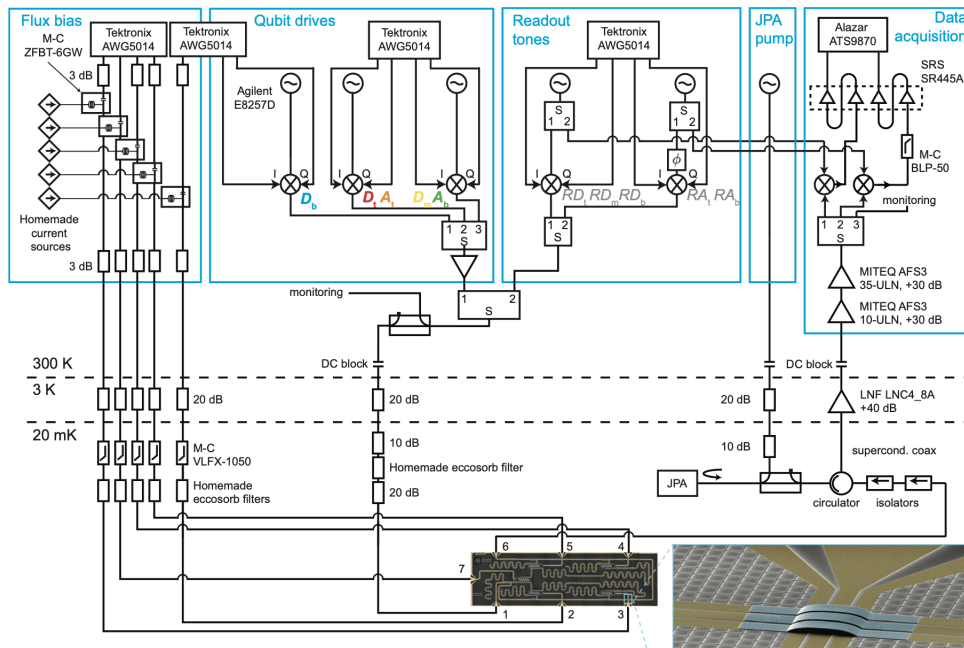 Flux bias
M-C
ZFBT-6GW
Tektronix
AWG5014
Tektronix
AWG5014
3 dB
Homemade
current
sources
3 dB
Qubit drives
Tektronix
AWG5014
Agilent
E8257D
I Q
I Q
I Q
D_b
D_t A_t
D_m A_b
1 2 3
S
Readout
tones
Tektronix
AWG5014
S
1 2
S
1 2
ϕ
I Q
I Q
RD_t RD_m RD_b
RA_t RA_b
1 2
S
JPA
pump
Data
acquisition
Alazar
ATS9870
SRS
SR445A
M-C
BLP-50
monitoring
1 2 3
S
MITEQ AFS3
35-ULN, +30 dB
MITEQ AFS3
10-ULN, +30 dB
1 2
S
monitoring
DC block
DC block
300 K
3 K
20 dB
20 dB
20 dB
LNF LNC4_8A
+40 dB
20 mK
M-C
VLFX-1050
Homemade
eccosorb filters
10 dB
Homemade eccosorb filter
20 dB
10 dB
supercond. coax
JPA
circulator
isolators
6 5 4
7
1 2 3